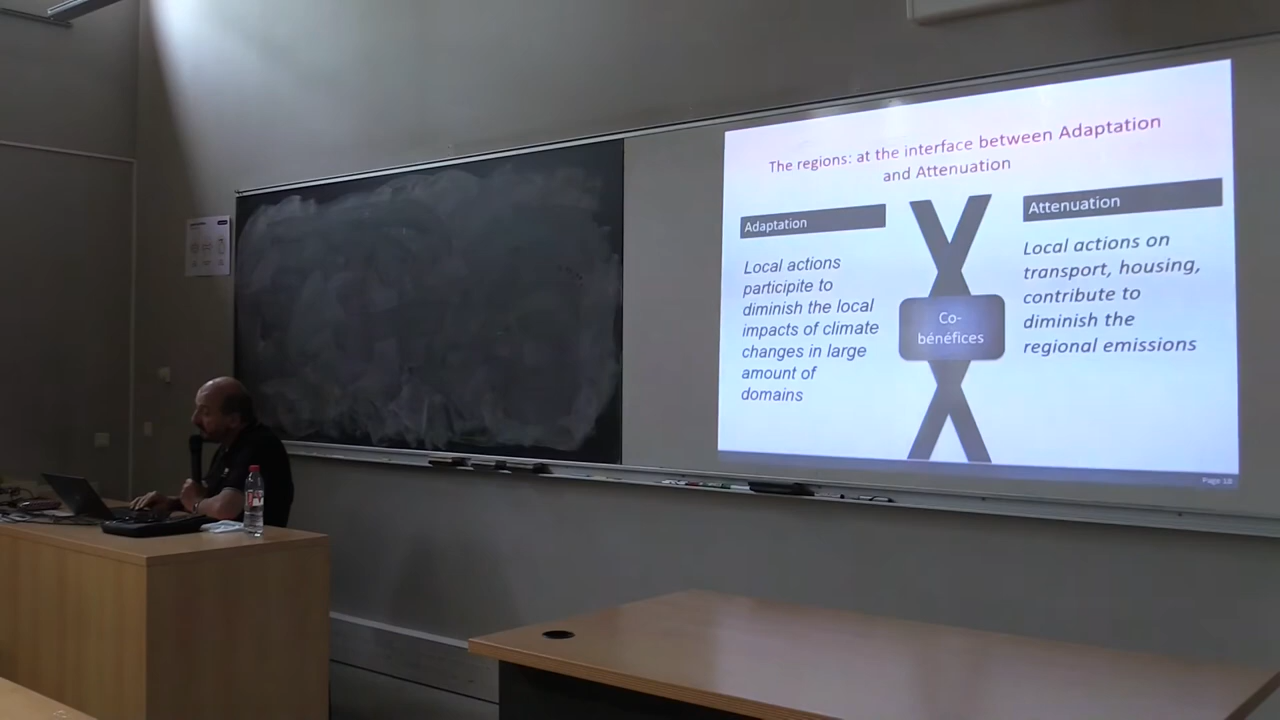 The regions: at the interface between Adaptation
and Attenuation
Adaptation
Local actions
participite to
diminish the local
impacts of climate
changes in large
amount of
domains
Co-
bénéfices
Attenuation
Local actions on
transport, housing,
contribute to
diminish the
regional emissions
Page 18